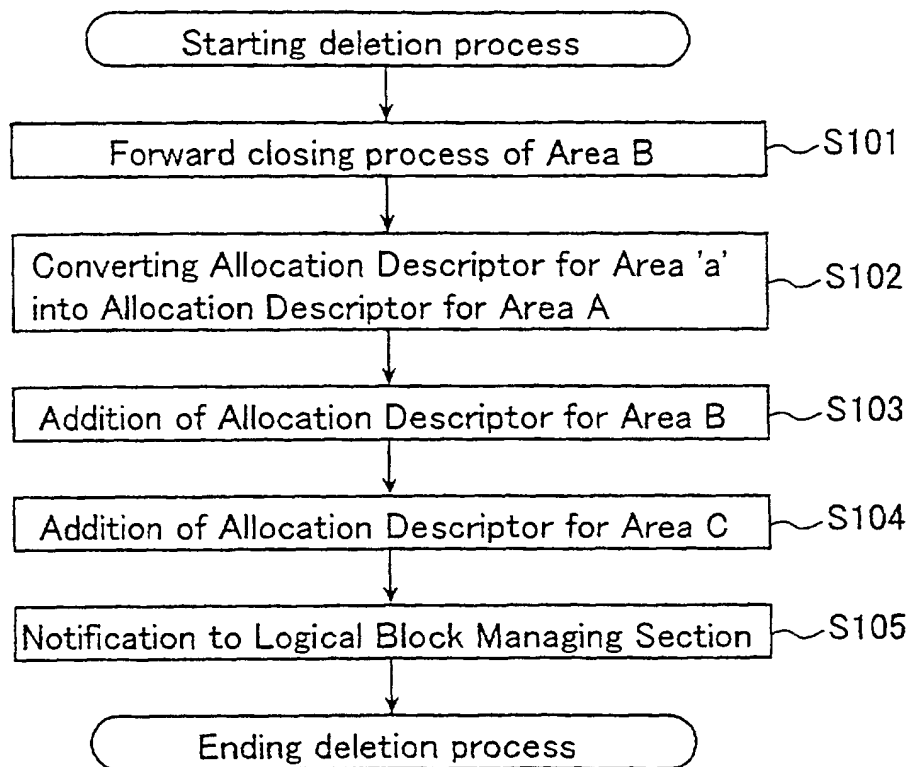 Starting deletion process
Forward closing process of Area B
S101
Converting Allocation Descriptor for Area 'a'
into Allocation Descriptor for Area A
S102
Addition of Allocation Descriptor for Area B
S103
Addition of Allocation Descriptor for Area C
S104
Notification to Logical Block Managing Section
S105
Ending deletion process